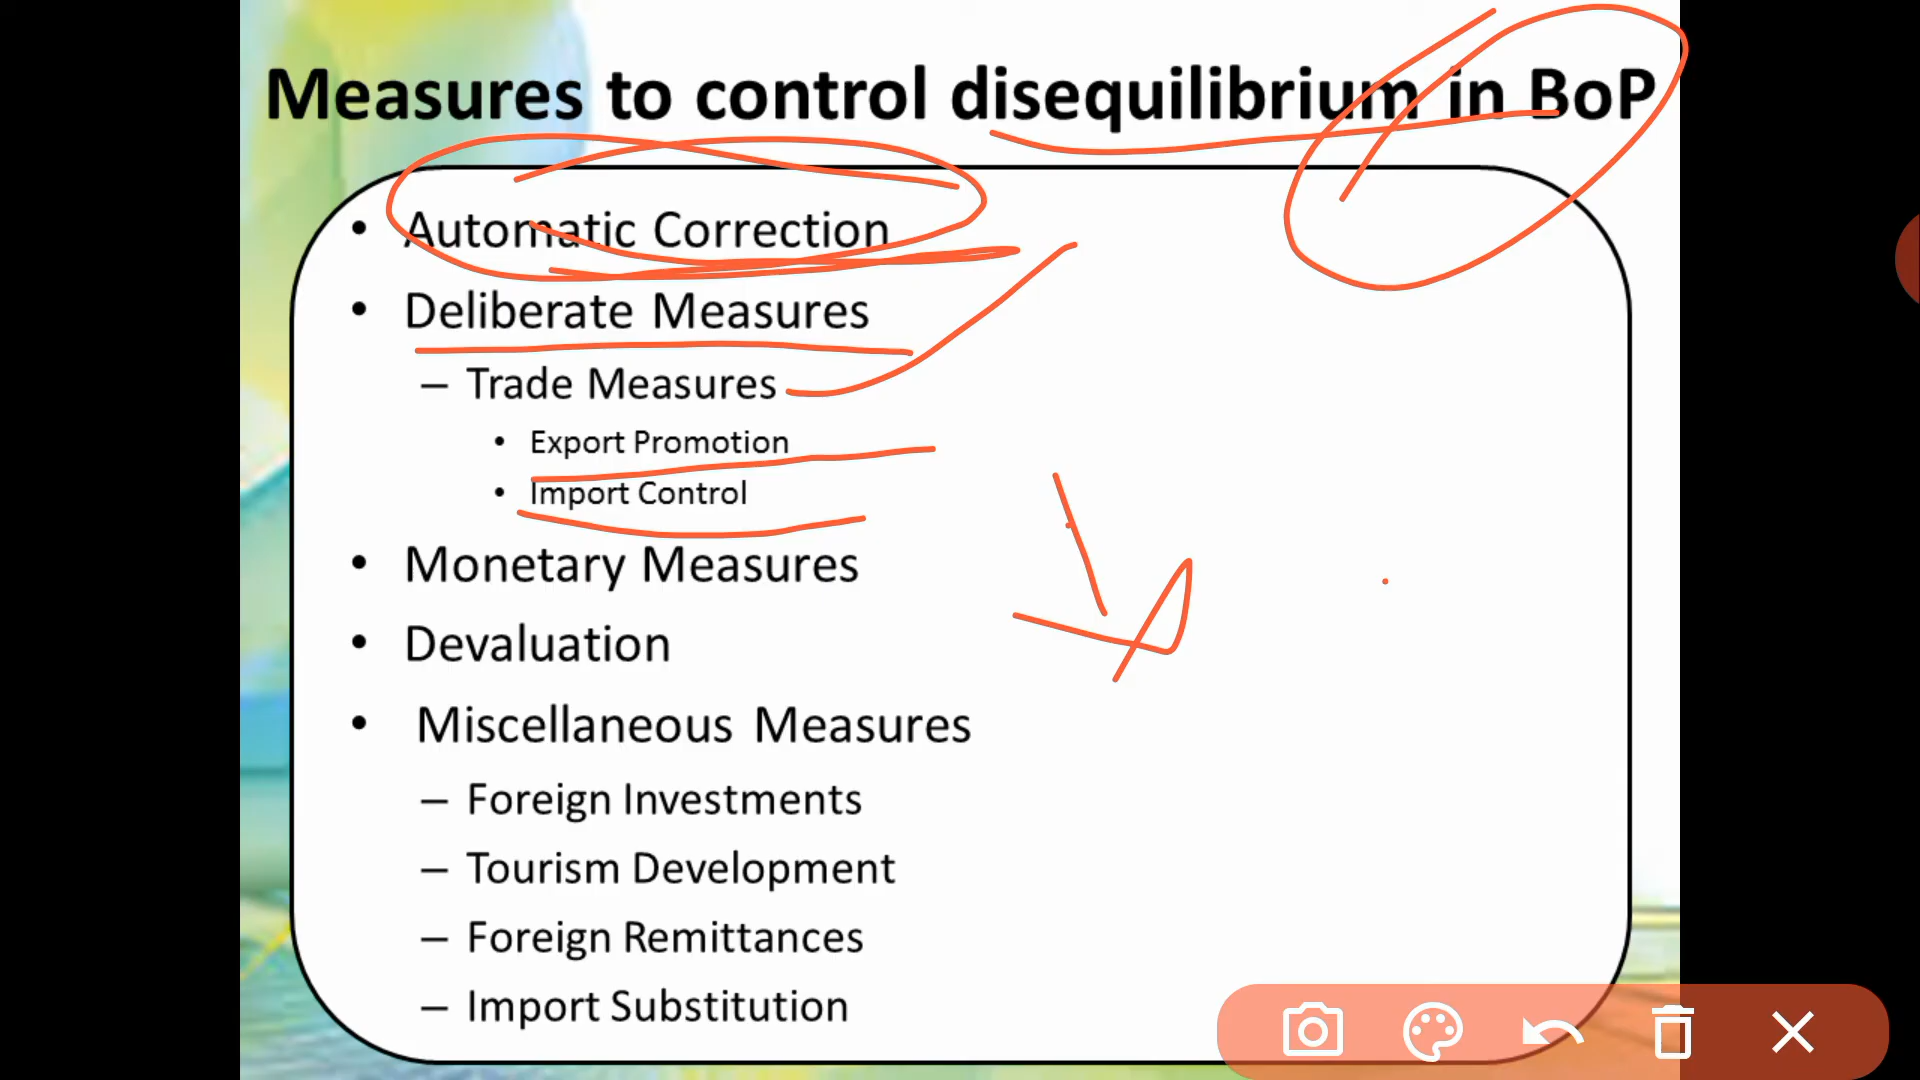 Measures to control disequilibrium in BoP
• Automatic Correction
• Deliberate Measures
– Trade Measures
• Export Promotion
• Import Control
• Monetary Measures
• Devaluation
• Miscellaneous Measures
– Foreign Investments
– Tourism Development
– Foreign Remittances
– Import Substitution